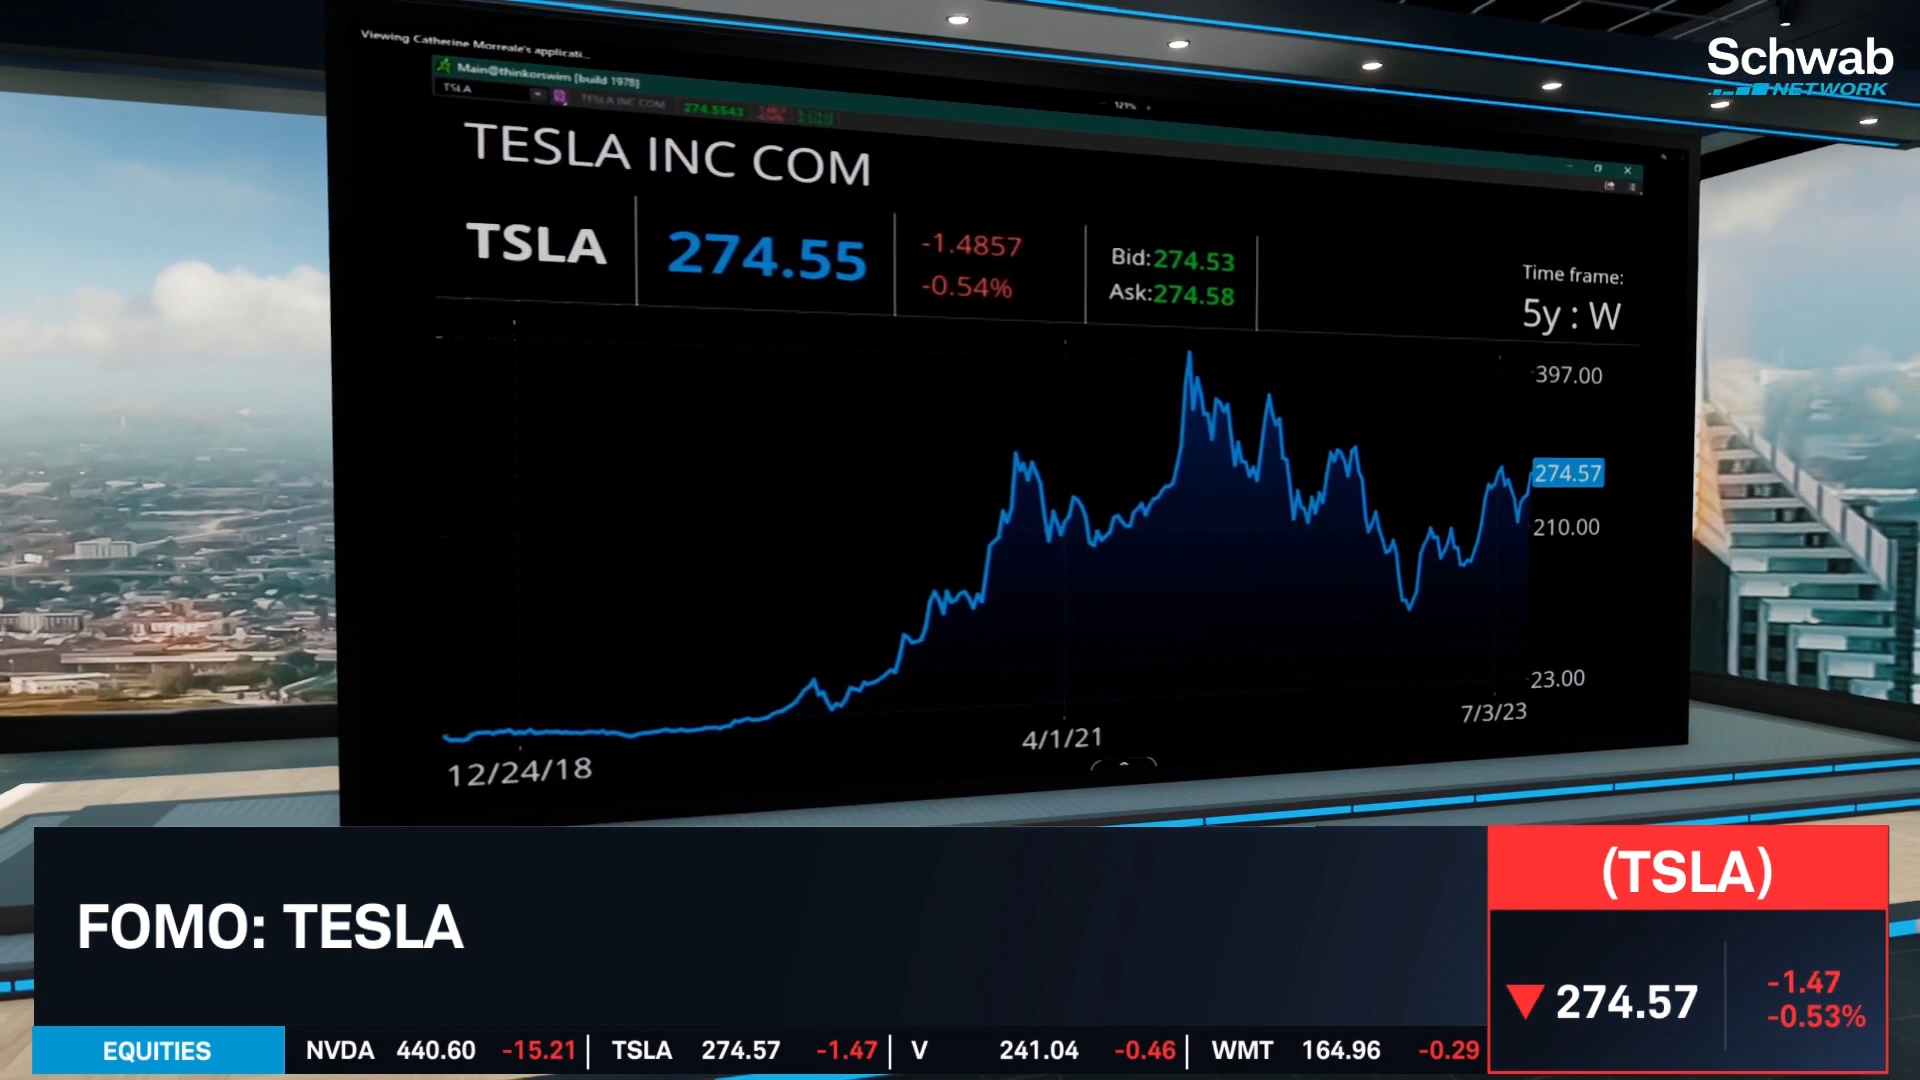 Viewing Catherine Morreale's applicati...
Schwab
NETWORK
Main@thinkorswim [build 1978]
TSLA
TESLA INC COM 274.5543
121%
TESLA INC COM
TSLA
274.55
-1.4857
-0.54%
Bid:274.53
Ask:274.58
Time frame:
5y : W
397.00
274.57
210.00
23.00
12/24/18
4/1/21
7/3/23
FOMO: TESLA
(TSLA)
274.57
-1.47
-0.53%
EQUITIES NVDA 440.60 -15.21 TSLA 274.57 -1.47 V 241.04 -0.46 WMT 164.96 -0.29